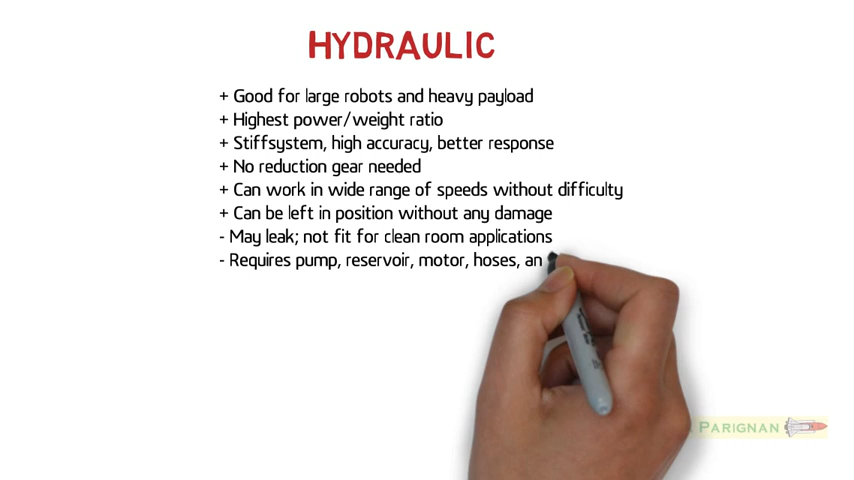 HYDRAULIC
+ Good for large robots and heavy payload
+ Highest power/weight ratio
+ Stiffsystem, high accuracy, better response
+ No reduction gear needed
+ Can work in wide range of speeds without difficulty
+ Can be left in position without any damage
- May leak; not fit for clean room applications
- Requires pump, reservoir, motor, hoses, an
PARIGNAN